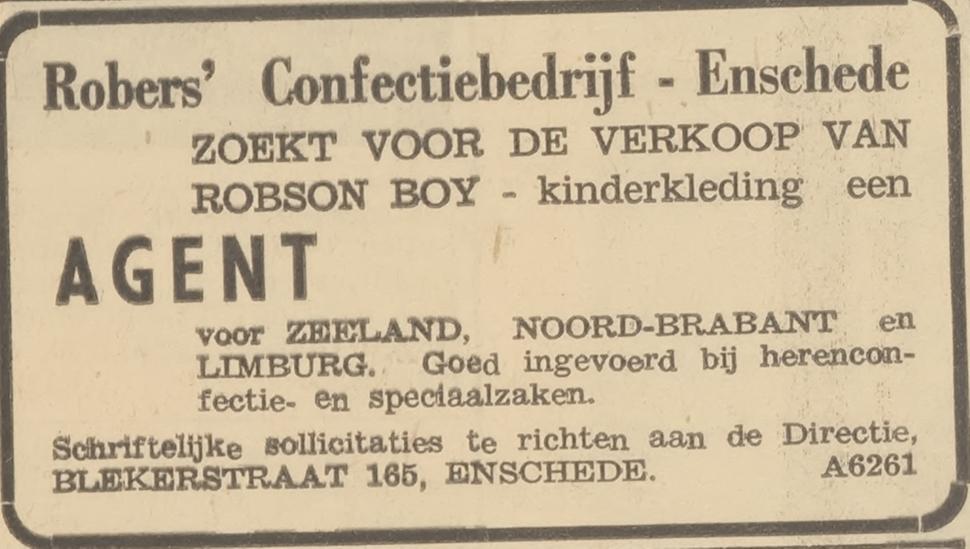 Robers’ Confectiebedrijf - Enschede
ZOEKT VOOR DE VERKOOP VAN
ROBSON BOY - kinderkleding een
AGENT
voor ZEELAND, NOORD-BRABANT en
LIMBURG. Goed ingevoerd bij herencon-
fectie- en speciaalzaken.
Schriftelijke sollicitaties te richten aan de Directie,
BLEKERSTRAAT 165, ENSCHEDE. A6261